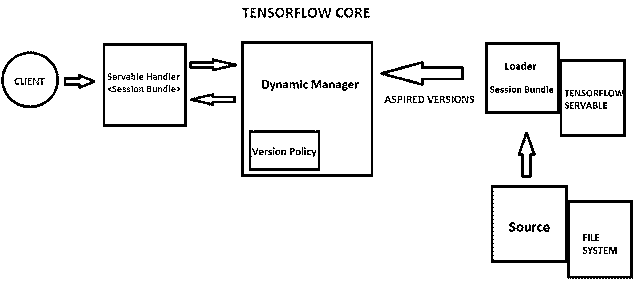 TENSORFLOW CORE
CLIENT
Servable Handler
<Session Bundle>
Dynamic Manager
Version Policy
ASPIRED VERSIONS
Loader
Session Bundle
TENSORFLOW
SERVABLE
Source
FILE
SYSTEM